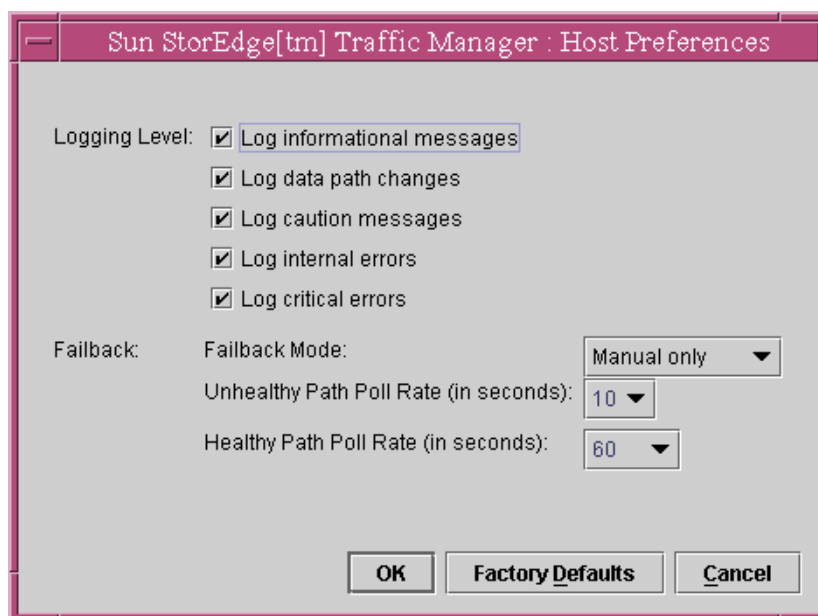 Sun StorEdge[tm] Traffic Manager : Host Preferences
Logging Level: Log informational messages
Log data path changes
Log caution messages
Log internal errors
Log critical errors
Failback: Failback Mode: Manual only
Unhealthy Path Poll Rate (in seconds): 10
Healthy Path Poll Rate (in seconds): 60
OK Factory Defaults Cancel